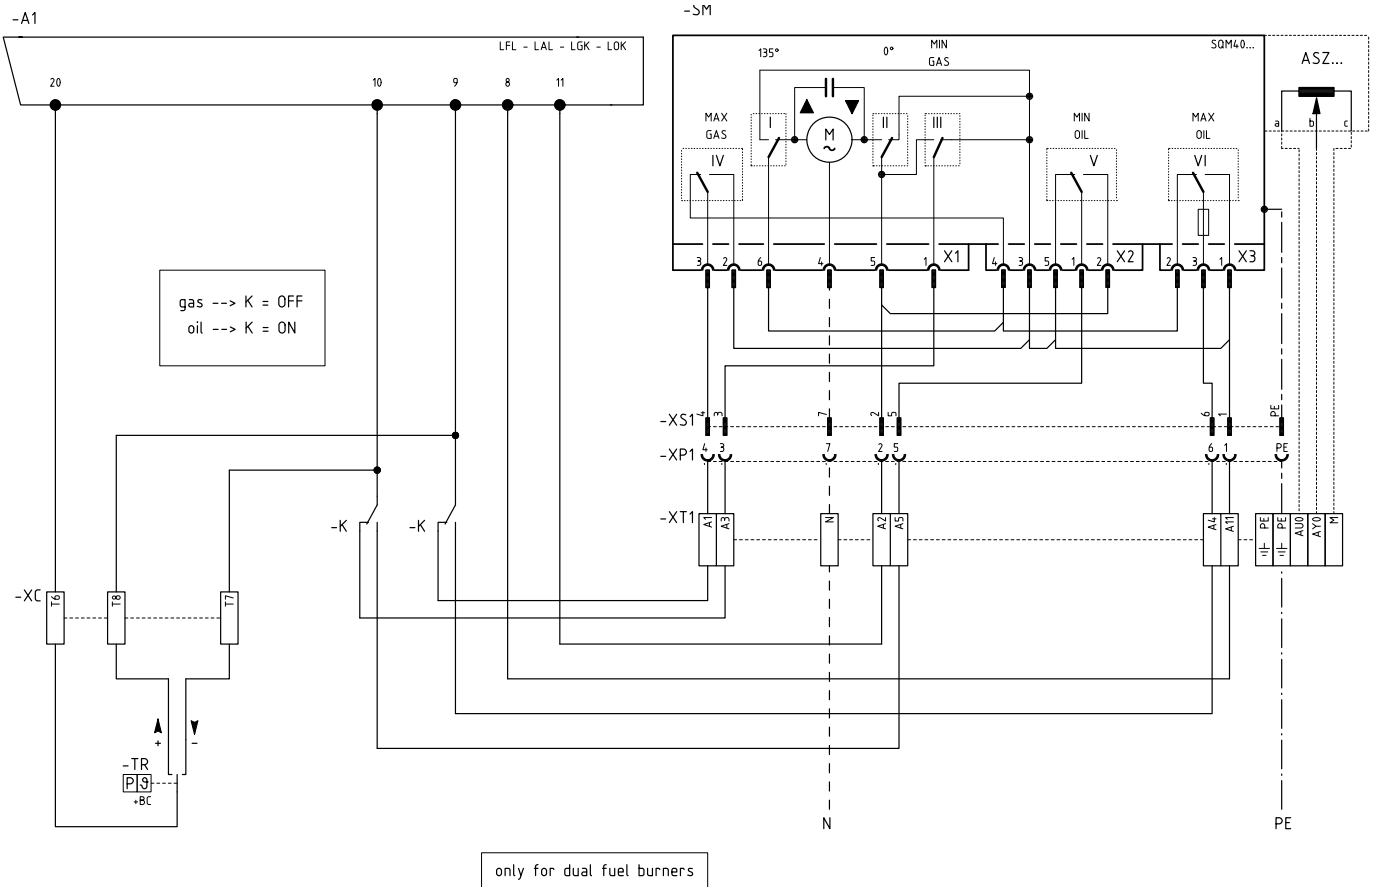 -A1
-SM
LFL - LAL - LGK - LOK
20
10
9
8
11
135°
0°
MIN
GAS
SQM40...
ASZ...
a
b
c
MAX
GAS
I
M
~
II
III
MIN
OIL
MAX
OIL
IV
V
VI
3
2
6
4
5
1
X1
4
3
5
1
2
X2
2
3
1
X3
gas --> K = OFF
oil --> K = ON
-XS1
4
3
7
2
5
6
1
PE
-XP1
4
3
7
2
5
6
1
PE
-XT1
A1
A3
N
A2
A5
A4
A11
PE
PE
AU0
AY0
M
-K
-K
-XC
T6
T8
T7
+
-
-TR
P
ϑ
+BC
N
PE
only for dual fuel burners